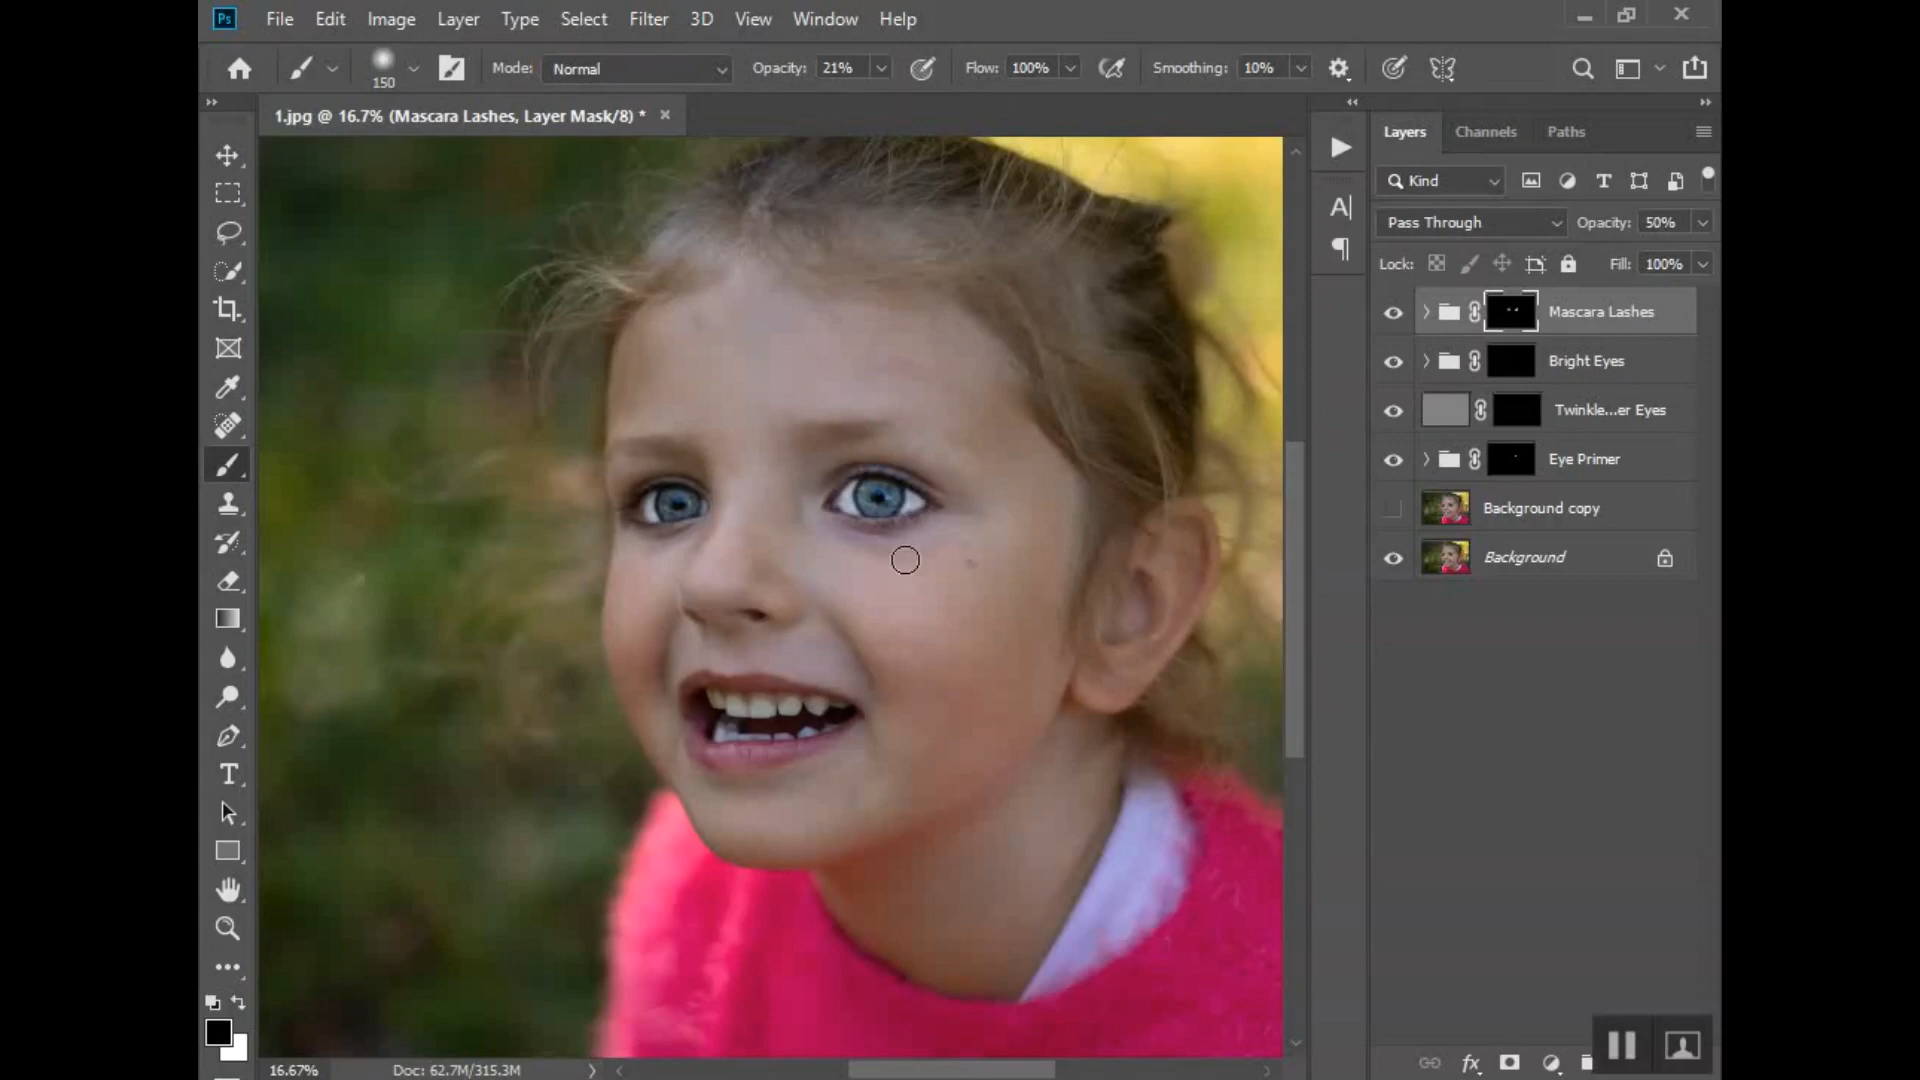 Ps File Edit Image Layer Type Select Filter 3D View Window Help
150 Mode: Normal Opacity: 21% Flow: 100% Smoothing: 10%
1.jpg @ 16.7% (Mascara Lashes, Layer Mask/8) *
Layers Channels Paths
Kind
Pass Through Opacity: 50%
Lock: Fill: 100%
Mascara Lashes
Bright Eyes
Twinkle...er Eyes
Eye Primer
Background copy
Background
16.67% Doc: 62.7M/315.3M